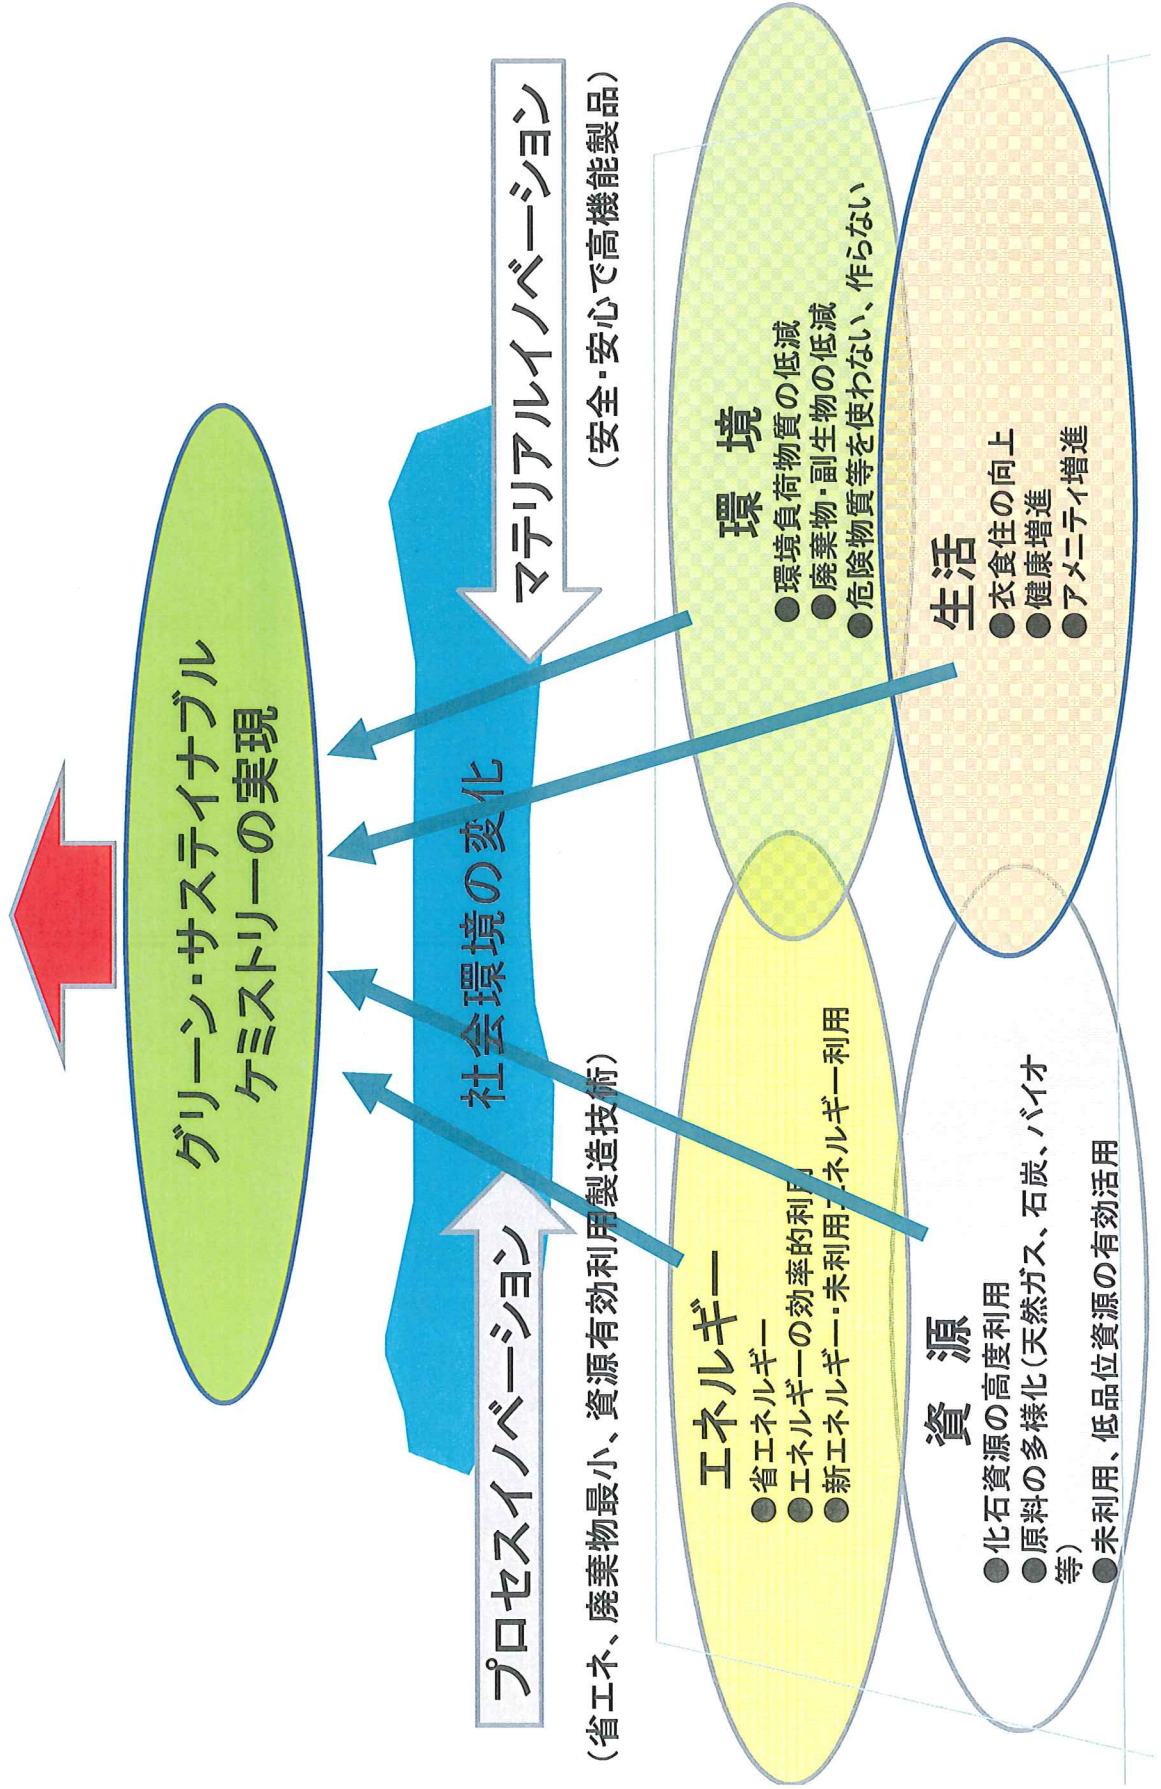 グリーン・サステイナブル
ケミストリーの実現
社会環境の変化
プロセスイノベーション
(省エネ、廃棄物最小、資源有効利用製造技術)
マテリアルイノベーション
(安全・安心で高機能製品)
エネルギー
●省エネルギー
●エネルギーの効率的利用
●新エネルギー・未利用エネルギー利用
環 境
●環境負荷物質の低減
●廃棄物・副生物の低減
●危険物質等を使わない、作らない
資 源
●化石資源の高度利用
●原料の多様化(天然ガス、石炭、バイオ
等)
●未利用、低品位資源の有効活用
生活
●衣食住の向上
●健康増進
●アメニティ増進